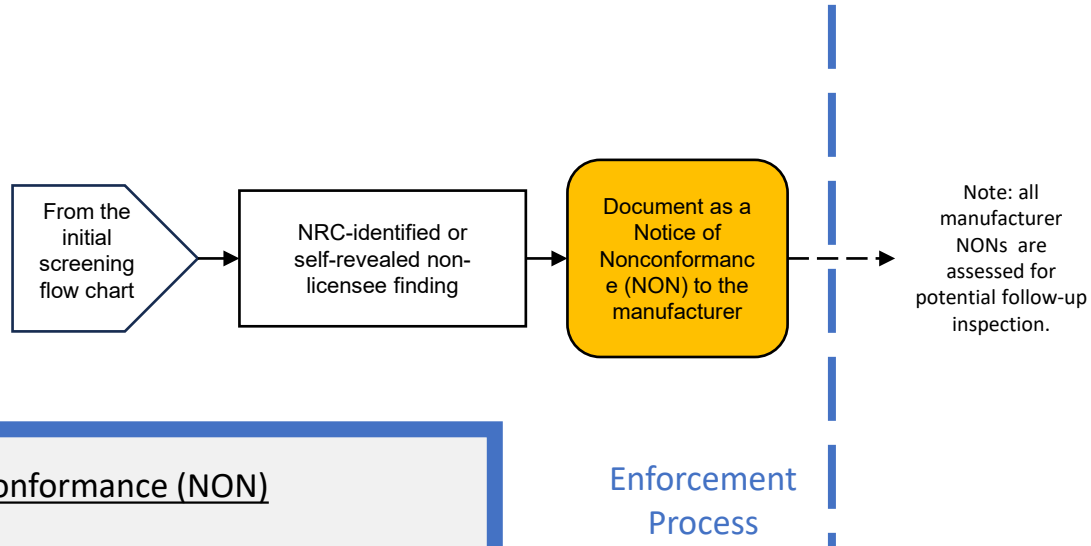 From the
initial
screening
flow chart
NRC-identified or
self-revealed non-
licensee finding
Document as a
Notice of
Nonconformanc
e (NON) to the
manufacturer
Note: all
manufacturer
NONs are
assessed for
potential follow-up
inspection.
onformance (NON)
Enforcement
Process